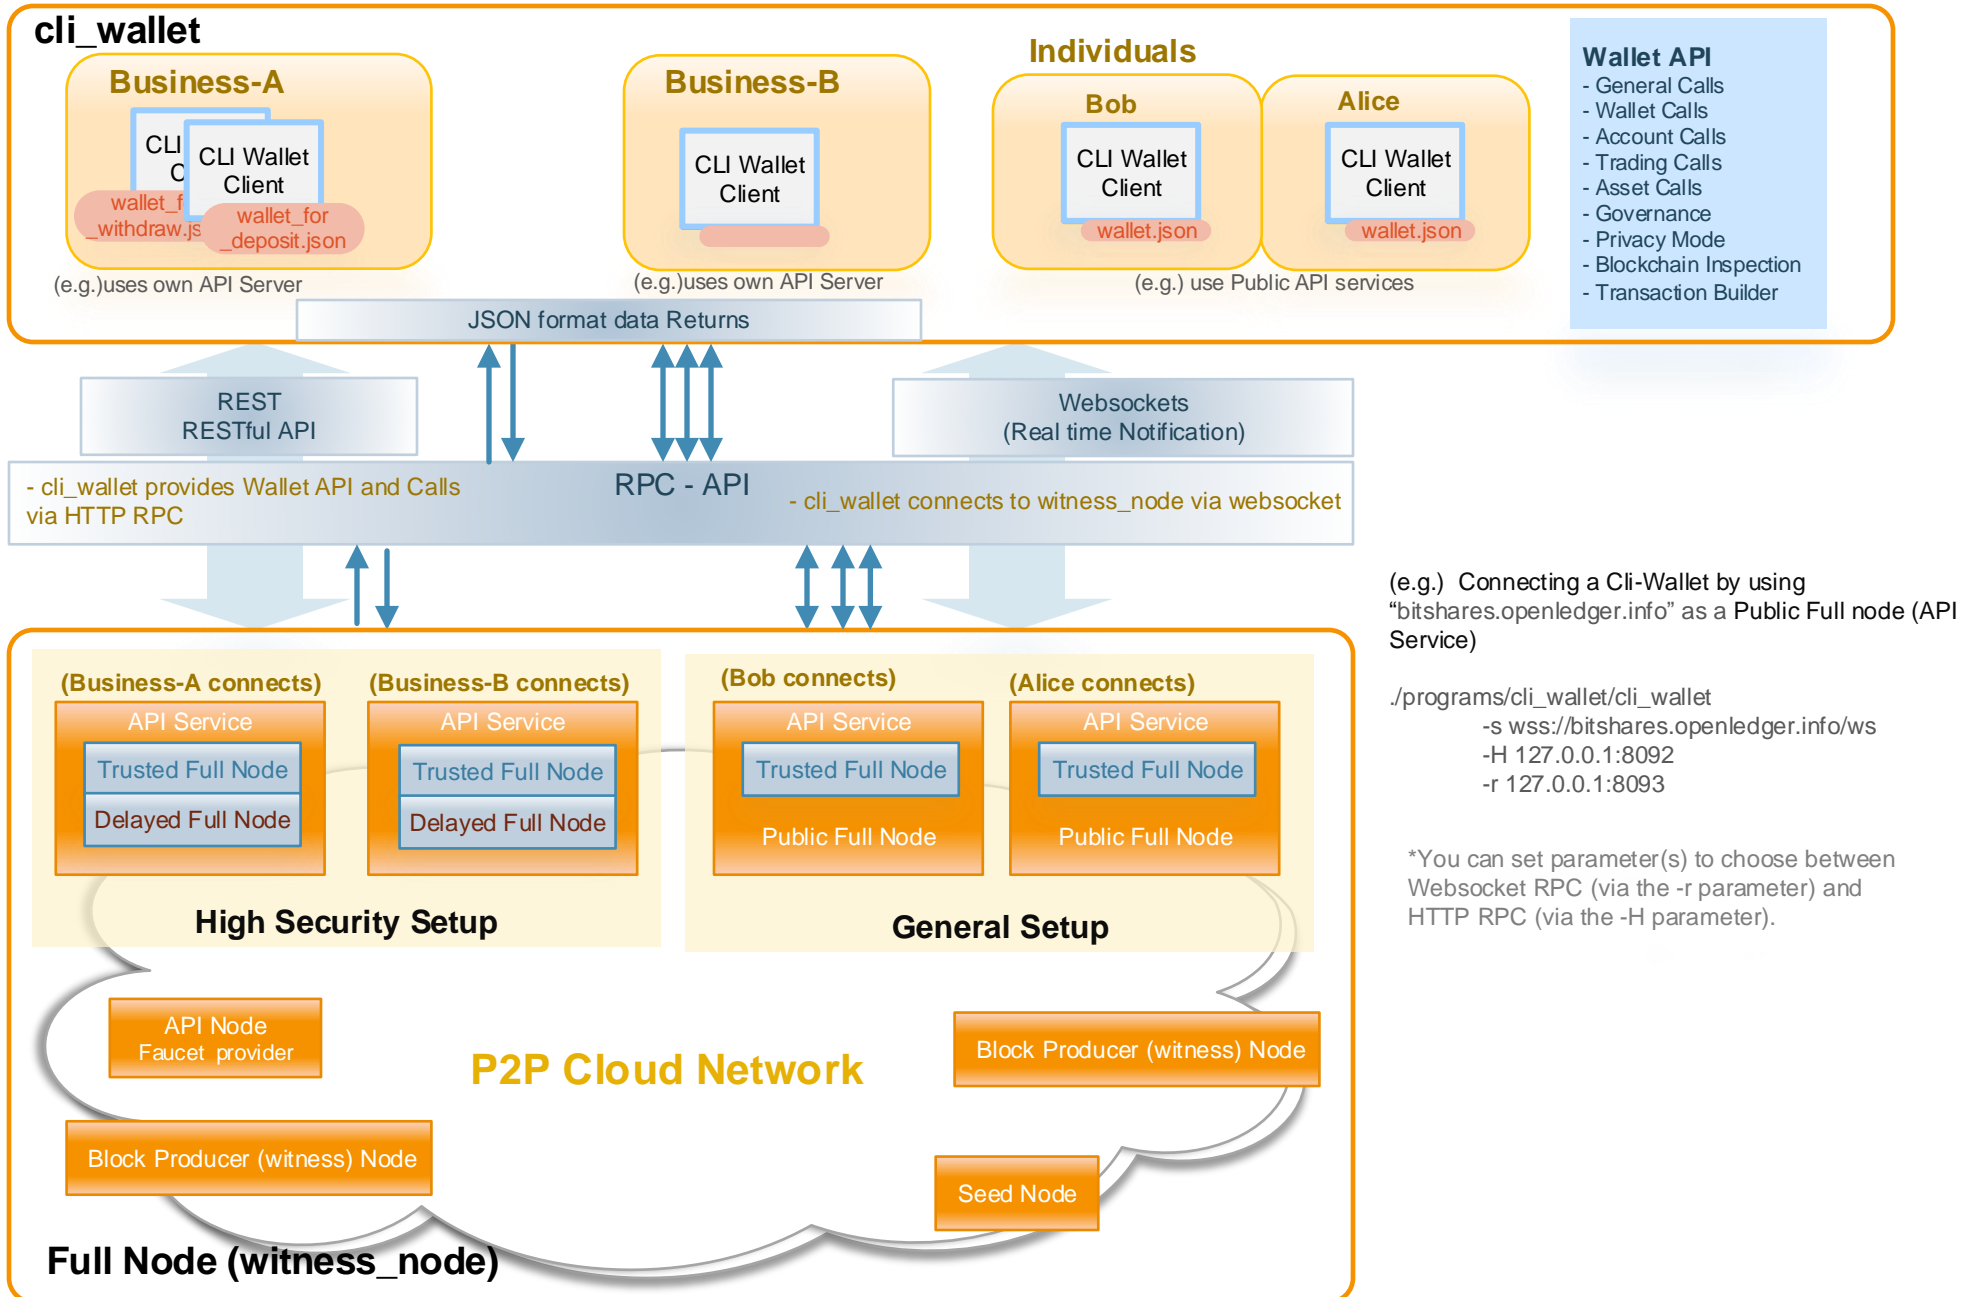 cli_wallet
Business-A
CLI
C
CLI Wallet
Client
wallet_f
_withdraw.js
wallet_for
_deposit.json
(e.g.)uses own API Server
Business-B
CLI Wallet
Client
(e.g.)uses own API Server
Individuals
Bob
CLI Wallet
Client
wallet.json
Alice
CLI Wallet
Client
wallet.json
(e.g.) use Public API services
Wallet API
- General Calls
- Wallet Calls
- Account Calls
- Trading Calls
- Asset Calls
- Governance
- Privacy Mode
- Blockchain Inspection
- Transaction Builder
JSON format data Returns
REST
RESTful API
Websockets
(Real time Notification)
- cli_wallet provides Wallet API and Calls
via HTTP RPC
RPC - API
- cli_wallet connects to witness_node via websocket
(e.g.)  Connecting a Cli-Wallet by using
“bitshares.openledger.info” as a Public Full node (API
Service)
./programs/cli_wallet/cli_wallet
-s wss://bitshares.openledger.info/ws
-H 127.0.0.1:8092
-r 127.0.0.1:8093
*You can set parameter(s) to choose between
Websocket RPC (via the -r parameter) and
HTTP RPC (via the -H parameter).
(Business-A connects)
API Service
Trusted Full Node
Delayed Full Node
(Business-B connects)
API Service
Trusted Full Node
Delayed Full Node
High Security Setup
(Bob connects)
API Service
Trusted Full Node
Public Full Node
(Alice connects)
API Service
Trusted Full Node
Public Full Node
General Setup
API Node
Faucet  provider
P2P Cloud Network
Block Producer (witness) Node
Block Producer (witness) Node
Seed Node
Full Node (witness_node)